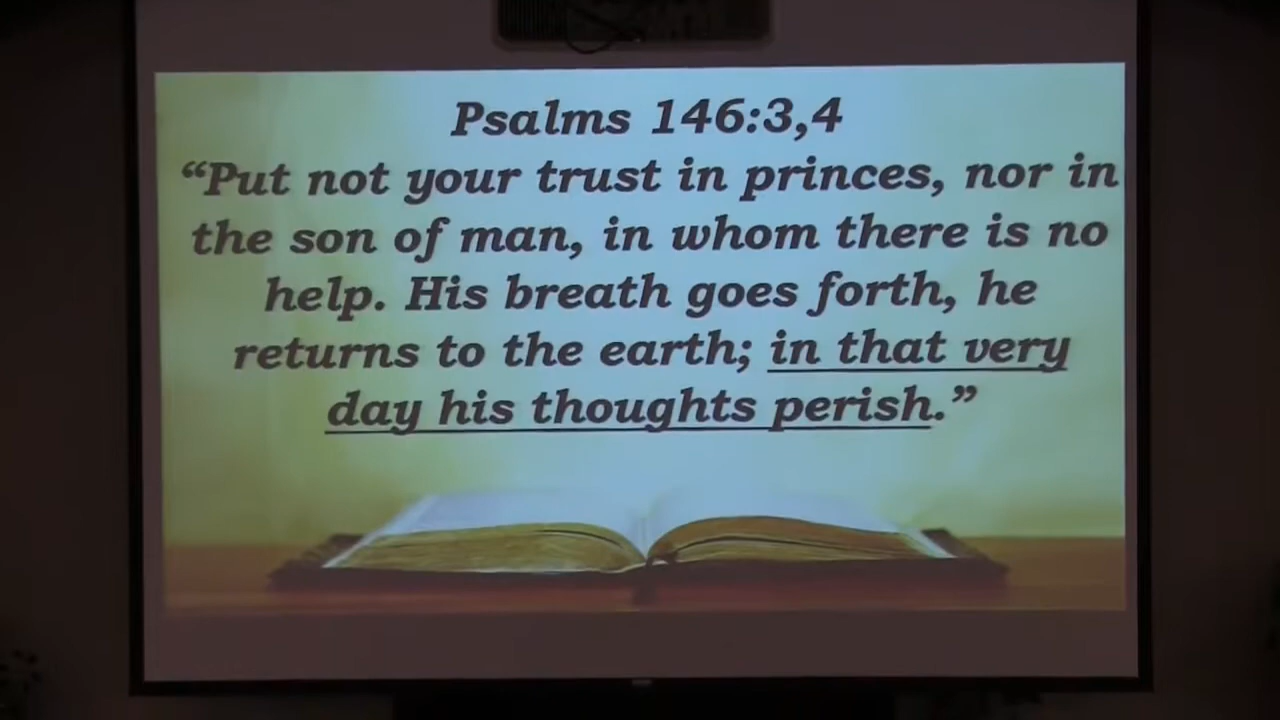 Psalms 146:3,4
“Put not your trust in princes, nor in
the son of man, in whom there is no
help. His breath goes forth, he
returns to the earth; in that very
day his thoughts perish.”